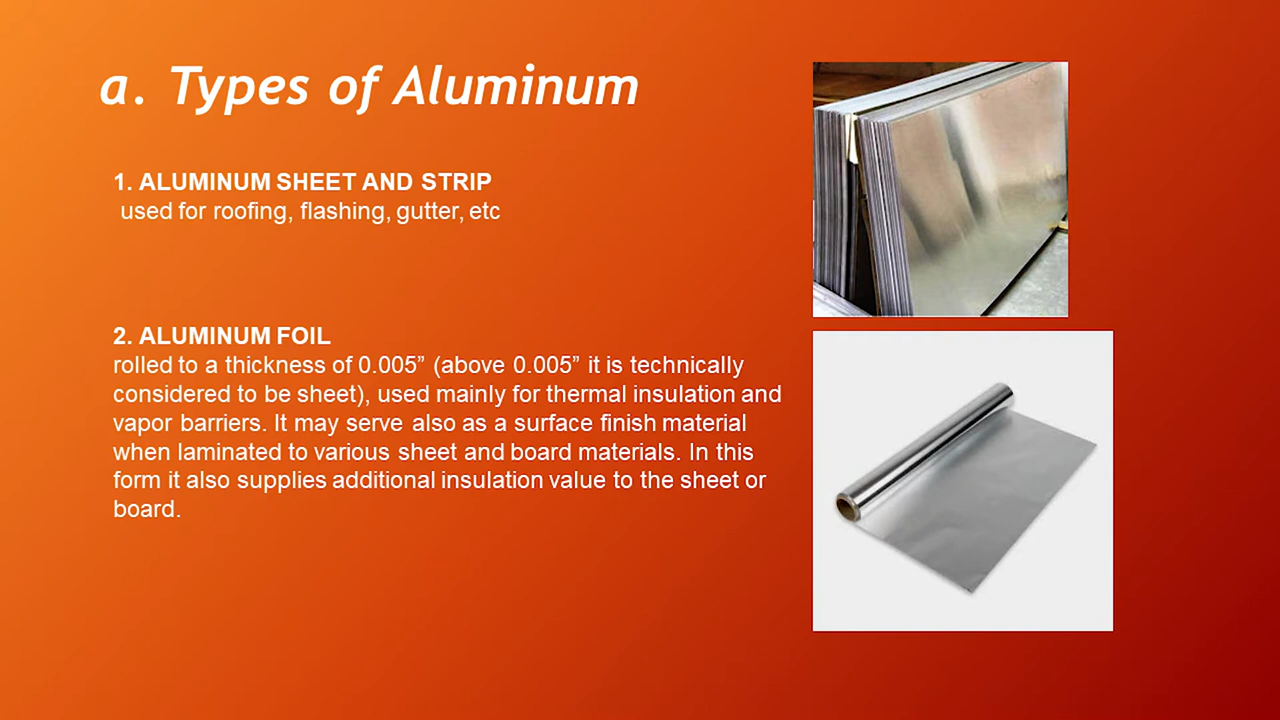 a. Types of Aluminum
1. ALUMINUM SHEET AND STRIP
used for roofing, flashing, gutter, etc
2. ALUMINUM FOIL
rolled to a thickness of 0.005” (above 0.005” it is technically
considered to be sheet), used mainly for thermal insulation and
vapor barriers. It may serve also as a surface finish material
when laminated to various sheet and board materials. In this
form it also supplies additional insulation value to the sheet or
board.